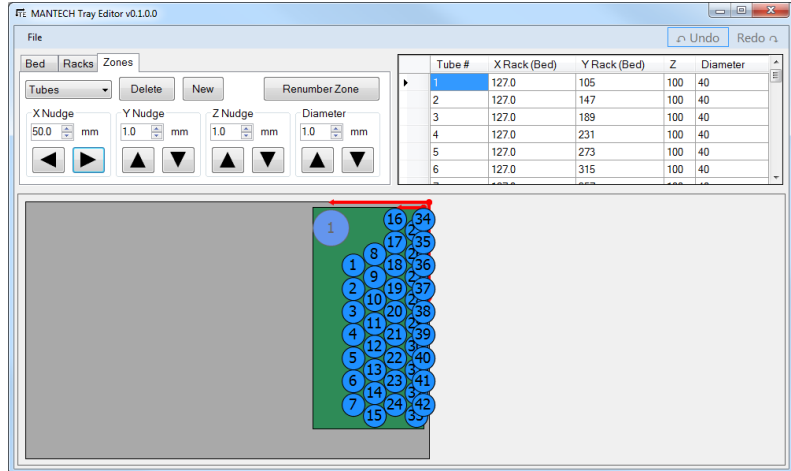 MANTECH Tray Editor v0.1.0.0
File
Undo Redo
Bed Racks Zones
Tubes Delete New Renumber Zone
X Nudge Y Nudge Z Nudge Diameter
50.0 mm 1.0 mm 1.0 mm 1.0 mm
Tube # X Rack (Bed) Y Rack (Bed) Z Diameter
1 127.0 105 100 40
2 127.0 147 100 40
3 127.0 189 100 40
4 127.0 231 100 40
5 127.0 273 100 40
6 127.0 315 100 40
1
16 34
17 35
8
1 18 36
9
2 19 37
10
3 20 38
11
4 21 39
12
5 22 40
13
6 23 41
14
7 24 42
15